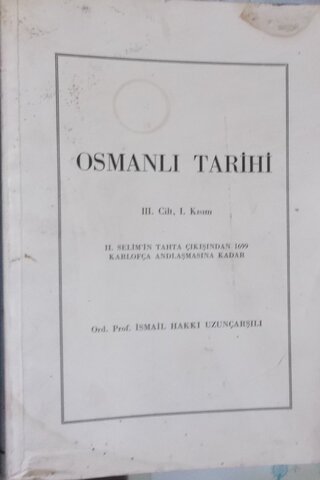 OSMANLI TARİHİ
III. Cilt, I. Kısım
II. SELİM'İN TAHTA ÇIKIŞINDAN 1699
KARLOFÇA ANDLAŞMASINA KADAR
Ord. Prof. İSMAİL HAKKI UZUNÇARŞILI